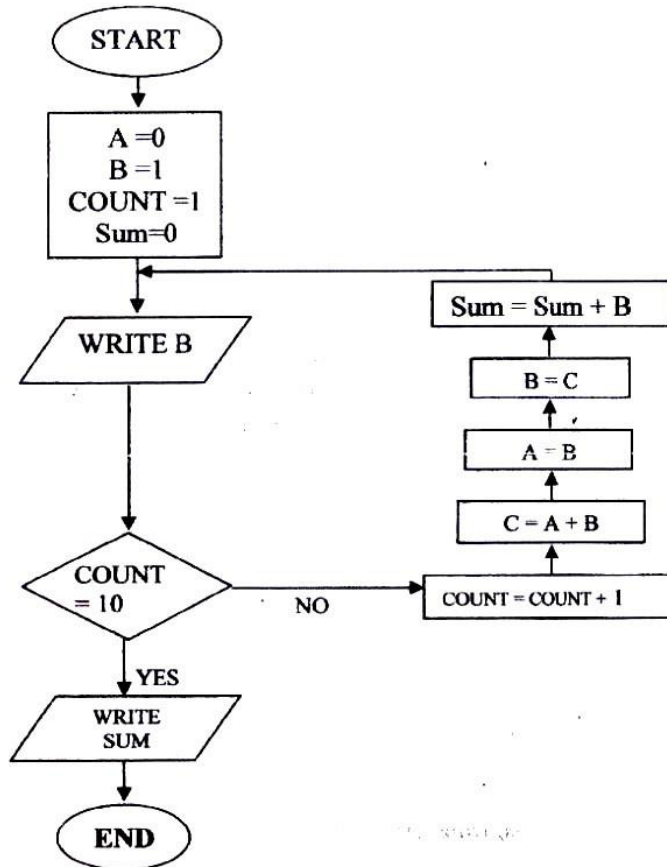 START
A =0
B =1
COUNT =1
Sum=0
WRITE B
COUNT
= 10
NO
COUNT = COUNT + 1
C = A + B
A = B
B = C
Sum = Sum + B
YES
WRITE
SUM
END